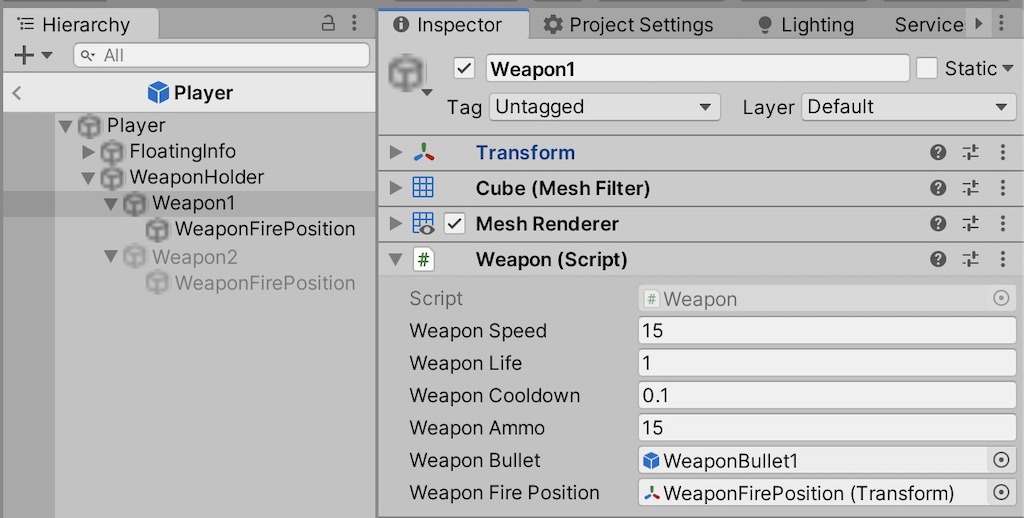 Hierarchy
All
Player
Player
FloatingInfo
WeaponHolder
Weapon1
WeaponFirePosition
Weapon2
WeaponFirePosition
Inspector
Project Settings
Lighting
Service
Weapon1
Static
Tag Untagged
Layer Default
Transform
Cube (Mesh Filter)
Mesh Renderer
# Weapon (Script)
Script # Weapon
Weapon Speed 15
Weapon Life 1
Weapon Cooldown 0.1
Weapon Ammo 15
Weapon Bullet WeaponBullet1
Weapon Fire Position WeaponFirePosition (Transform)